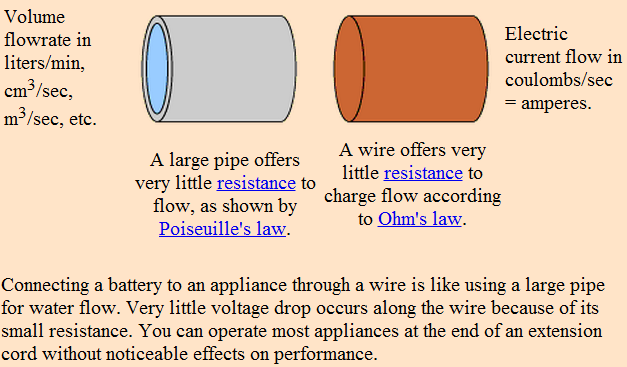 Volume
flowrate in
liters/min,
cm³/sec,
m³/sec, etc.
Electric
current flow in
coulombs/sec
= amperes.
A large pipe offers
very little resistance to
flow, as shown by
Poiseuille's law.
A wire offers very
little resistance to
charge flow according
to Ohm's law.
Connecting a battery to an appliance through a wire is like using a large pipe
for water flow. Very little voltage drop occurs along the wire because of its
small resistance. You can operate most appliances at the end of an extension
cord without noticeable effects on performance.